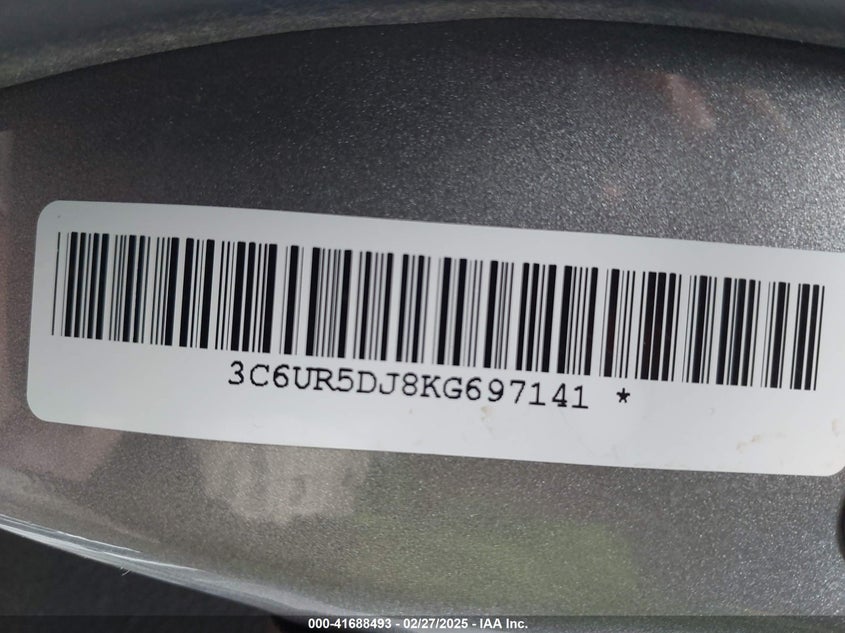 3C6UR5DJ8KG697141 *
000-41688493 - 02/27/2025 - IAA Inc.